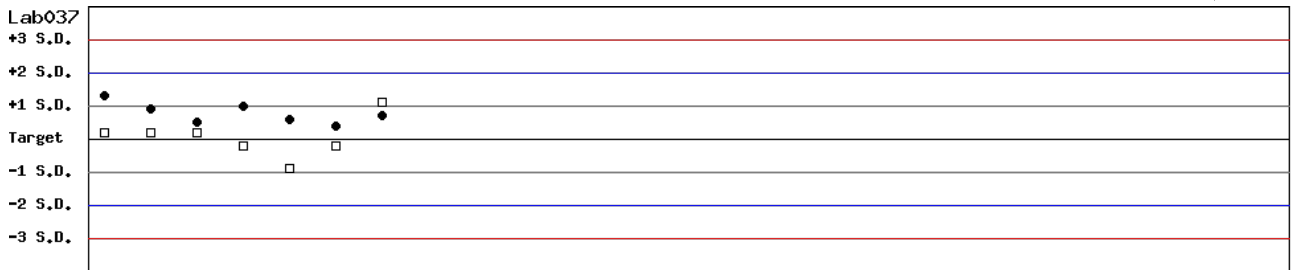 Lab037
+3 S.D.
+2 S.D.
+1 S.D.
Target
-1 S.D.
-2 S.D.
-3 S.D.